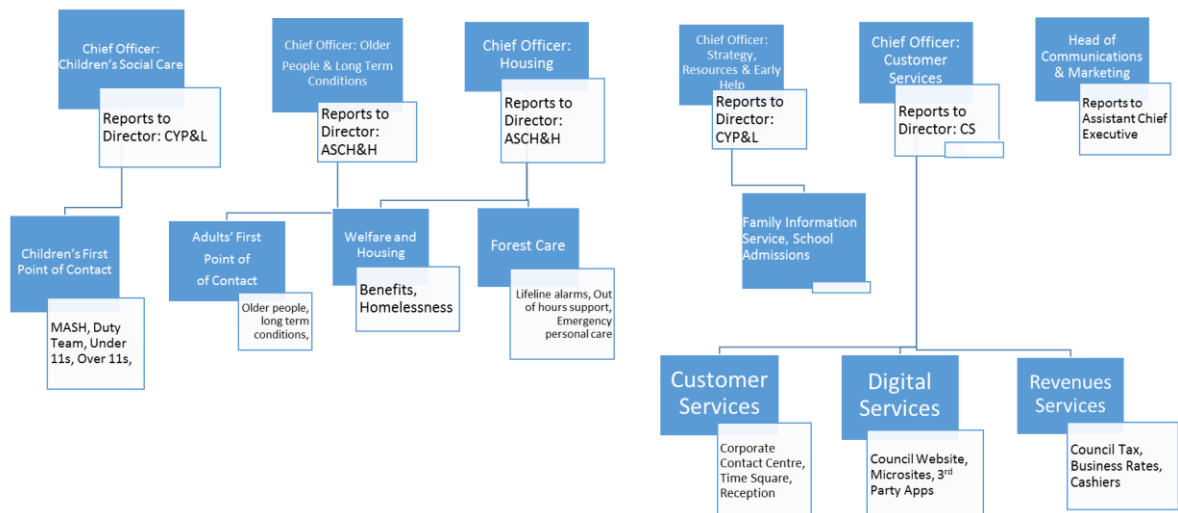 Chief Officer:
Children's Social Care
Reports to
Director: CYP&L
Chief Officer: Older
People & Long Term
Conditions
Reports to
Director:
ASCH&H
Chief Officer:
Housing
Reports to
Director:
ASCH&H
Chief Officer:
Strategy,
Resources & Early
Help
Reports to
Director:
CYP&L
Chief Officer:
Customer
Services
Reports to
Director: CS
Head of
Communications
& Marketing
Reports to
Assistant Chief
Executive
Children's First
Point of Contact
MASH, Duty
Team, Under
11s, Over 11s,
Adults' First
Point of
of Contact
Older people,
long term
conditions,
Welfare and
Housing
Benefits,
Homelessness
Forest Care
Lifeline alarms, Out
of hours support,
Emergency
personal care
Family Information
Service, School
Admissions
Customer
Services
Corporate
Contact Centre,
Time Square,
Reception
Digital
Services
Council Website,
Microsites, 3rd
Party Apps
Revenues
Services
Council Tax,
Business Rates,
Cashiers